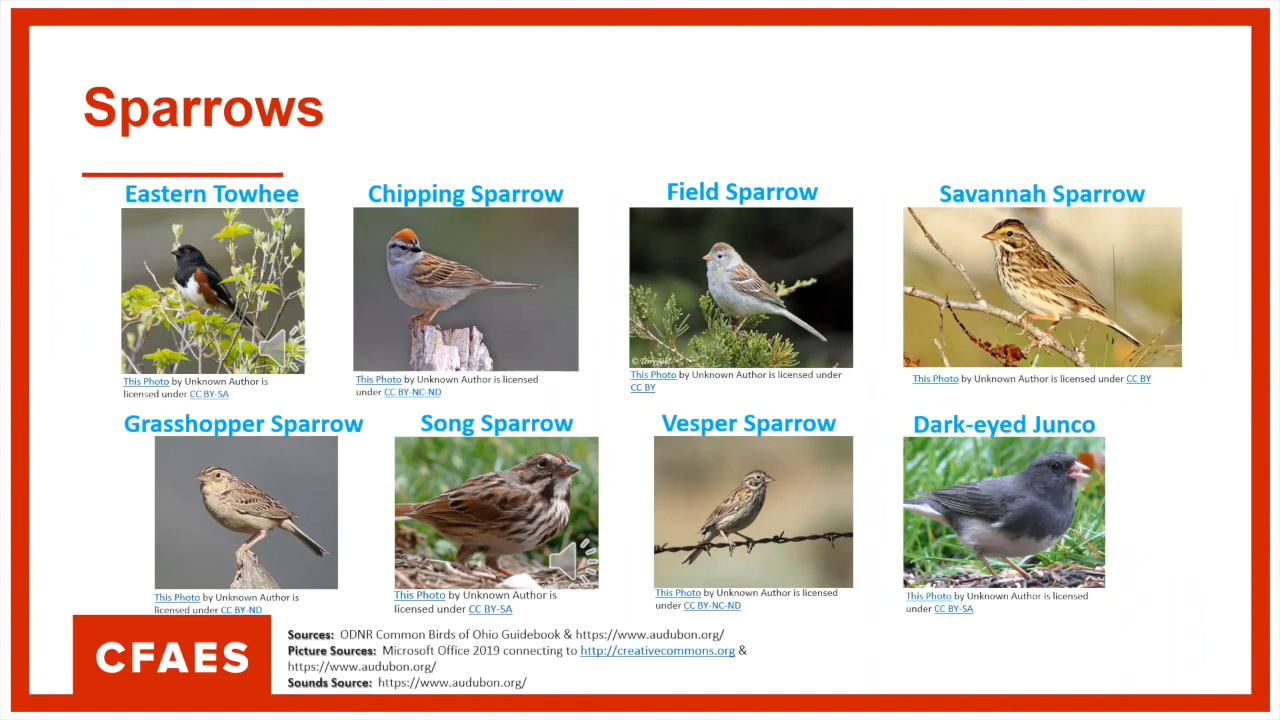 Sparrows
Eastern Towhee
Chipping Sparrow
Field Sparrow
Savannah Sparrow
This Photo by Unknown Author is
licensed under CC BY-SA
This Photo by Unknown Author is licensed
under CC BY-NC-ND
This Photo by Unknown Author is licensed under
CC BY
This Photo by Unknown Author is licensed under CC BY
Grasshopper Sparrow
Song Sparrow
Vesper Sparrow
Dark-eyed Junco
This Photo by Unknown Author is
licensed under CC BY-ND
This Photo by Unknown Author is
licensed under CC BY-SA
This Photo by Unknown Author is licensed
under CC BY-NC-ND
This Photo by Unknown Author is licensed
under CC BY-SA
CFAES
Sources: ODNR Common Birds of Ohio Guidebook & https://www.audubon.org/
Picture Sources: Microsoft Office 2019 connecting to http://creativecommons.org &
https://www.audubon.org/
Sounds Source: https://www.audubon.org/